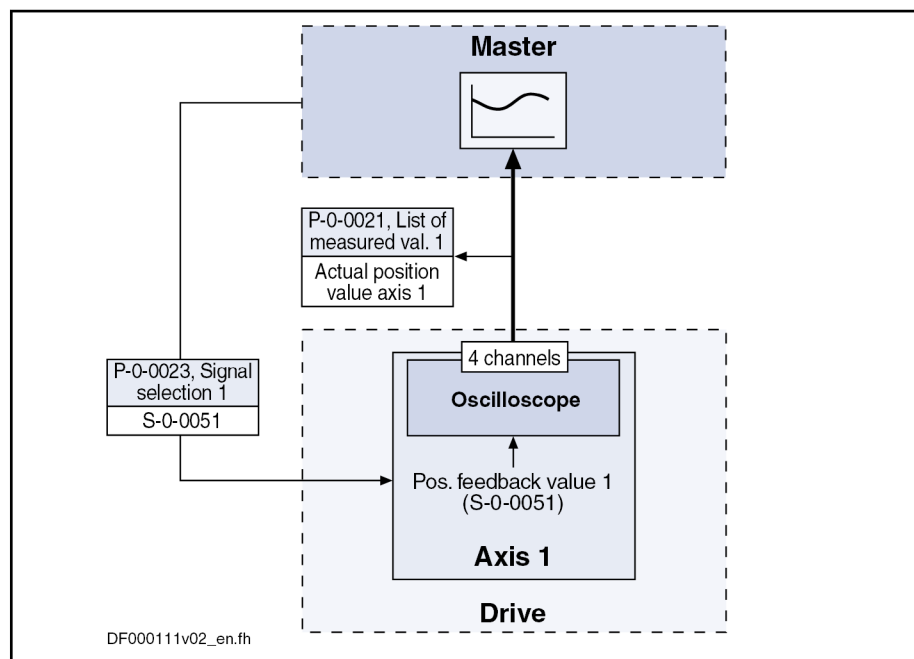 Master
P-0-0021, List of
measured val. 1
Actual position
value axis 1
P-0-0023, Signal
selection 1
S-0-0051
4 channels
Oscilloscope
Pos. feedback value 1
(S-0-0051)
Axis 1
Drive
DF000111v02_en.fh